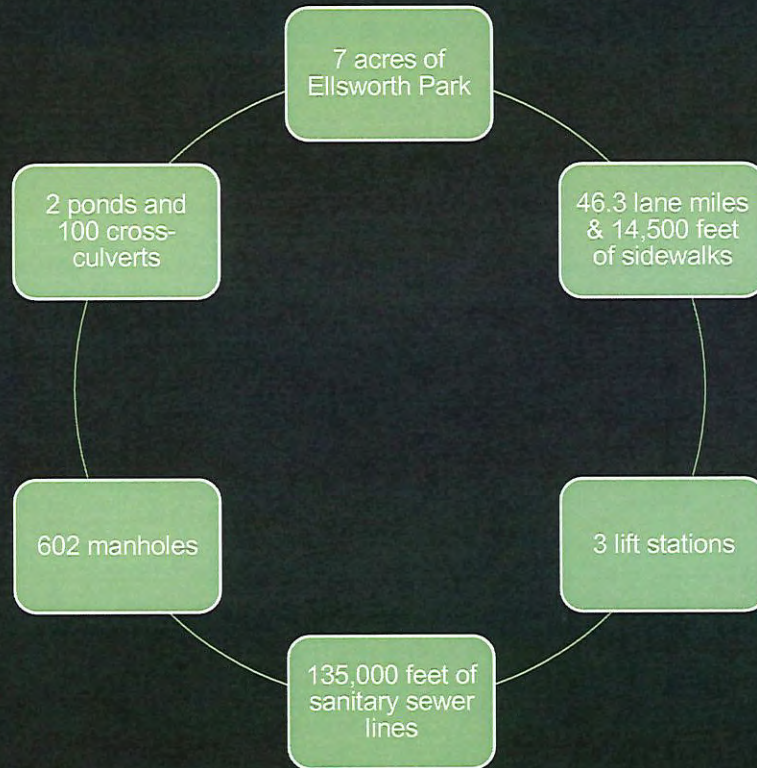 7 acres of
Ellsworth Park
46.3 lane miles
& 14,500 feet
of sidewalks
3 lift stations
135,000 feet of
sanitary sewer
lines
602 manholes
2 ponds and
100 cross-
culverts